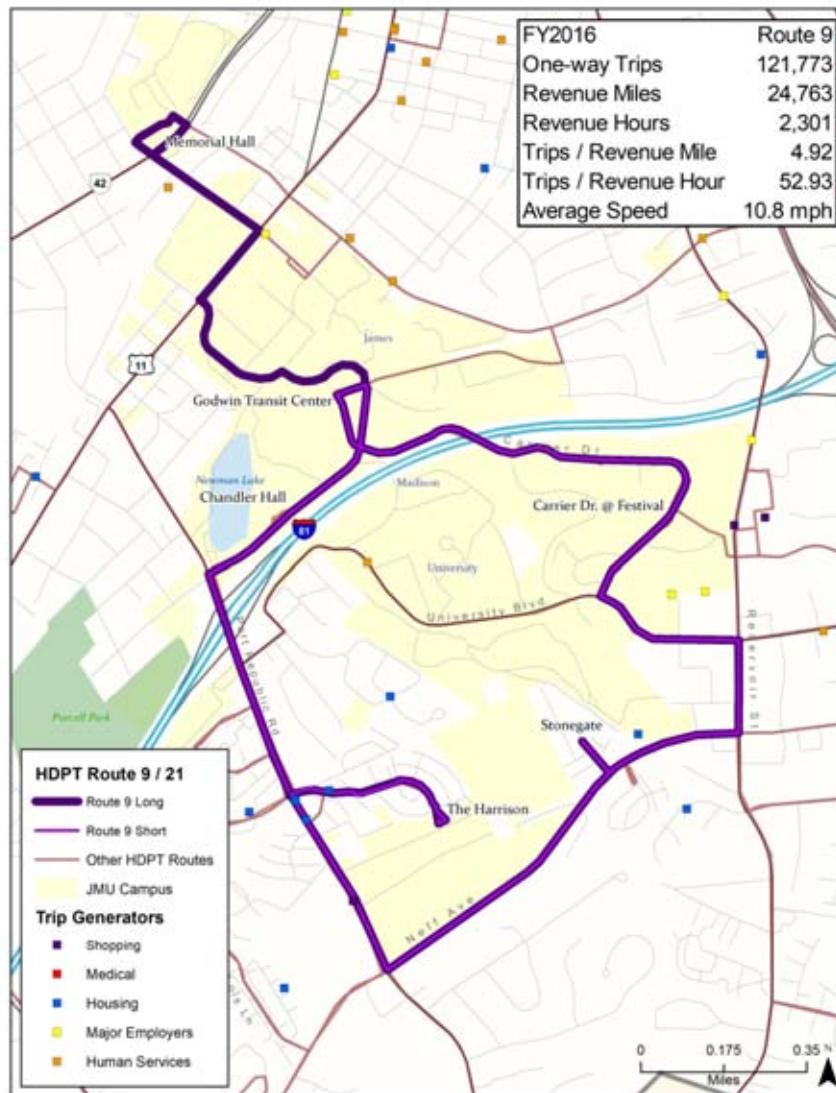 FY2016 Route 9
One-way Trips 121,773
Revenue Miles 24,763
Revenue Hours 2,301
Trips / Revenue Mile 4.92
Trips / Revenue Hour 52.93
Average Speed 10.8 mph
Memorial Hall
42
James
11
Godwin Transit Center
Carrier Dr
Newman Lake
Madison
Chandler Hall
Carrier Dr. @ Festival
81
University
University Blvd
Port Republic Rd
Reservoir St
Purcell Park
Stonegate
The Harrison
Neff Ave
HDPT Route 9 / 21
Route 9 Long
Route 9 Short
Other HDPT Routes
JMU Campus
Trip Generators
Shopping
Medical
Housing
Major Employers
Human Services
0 0.175 0.35
Miles
N